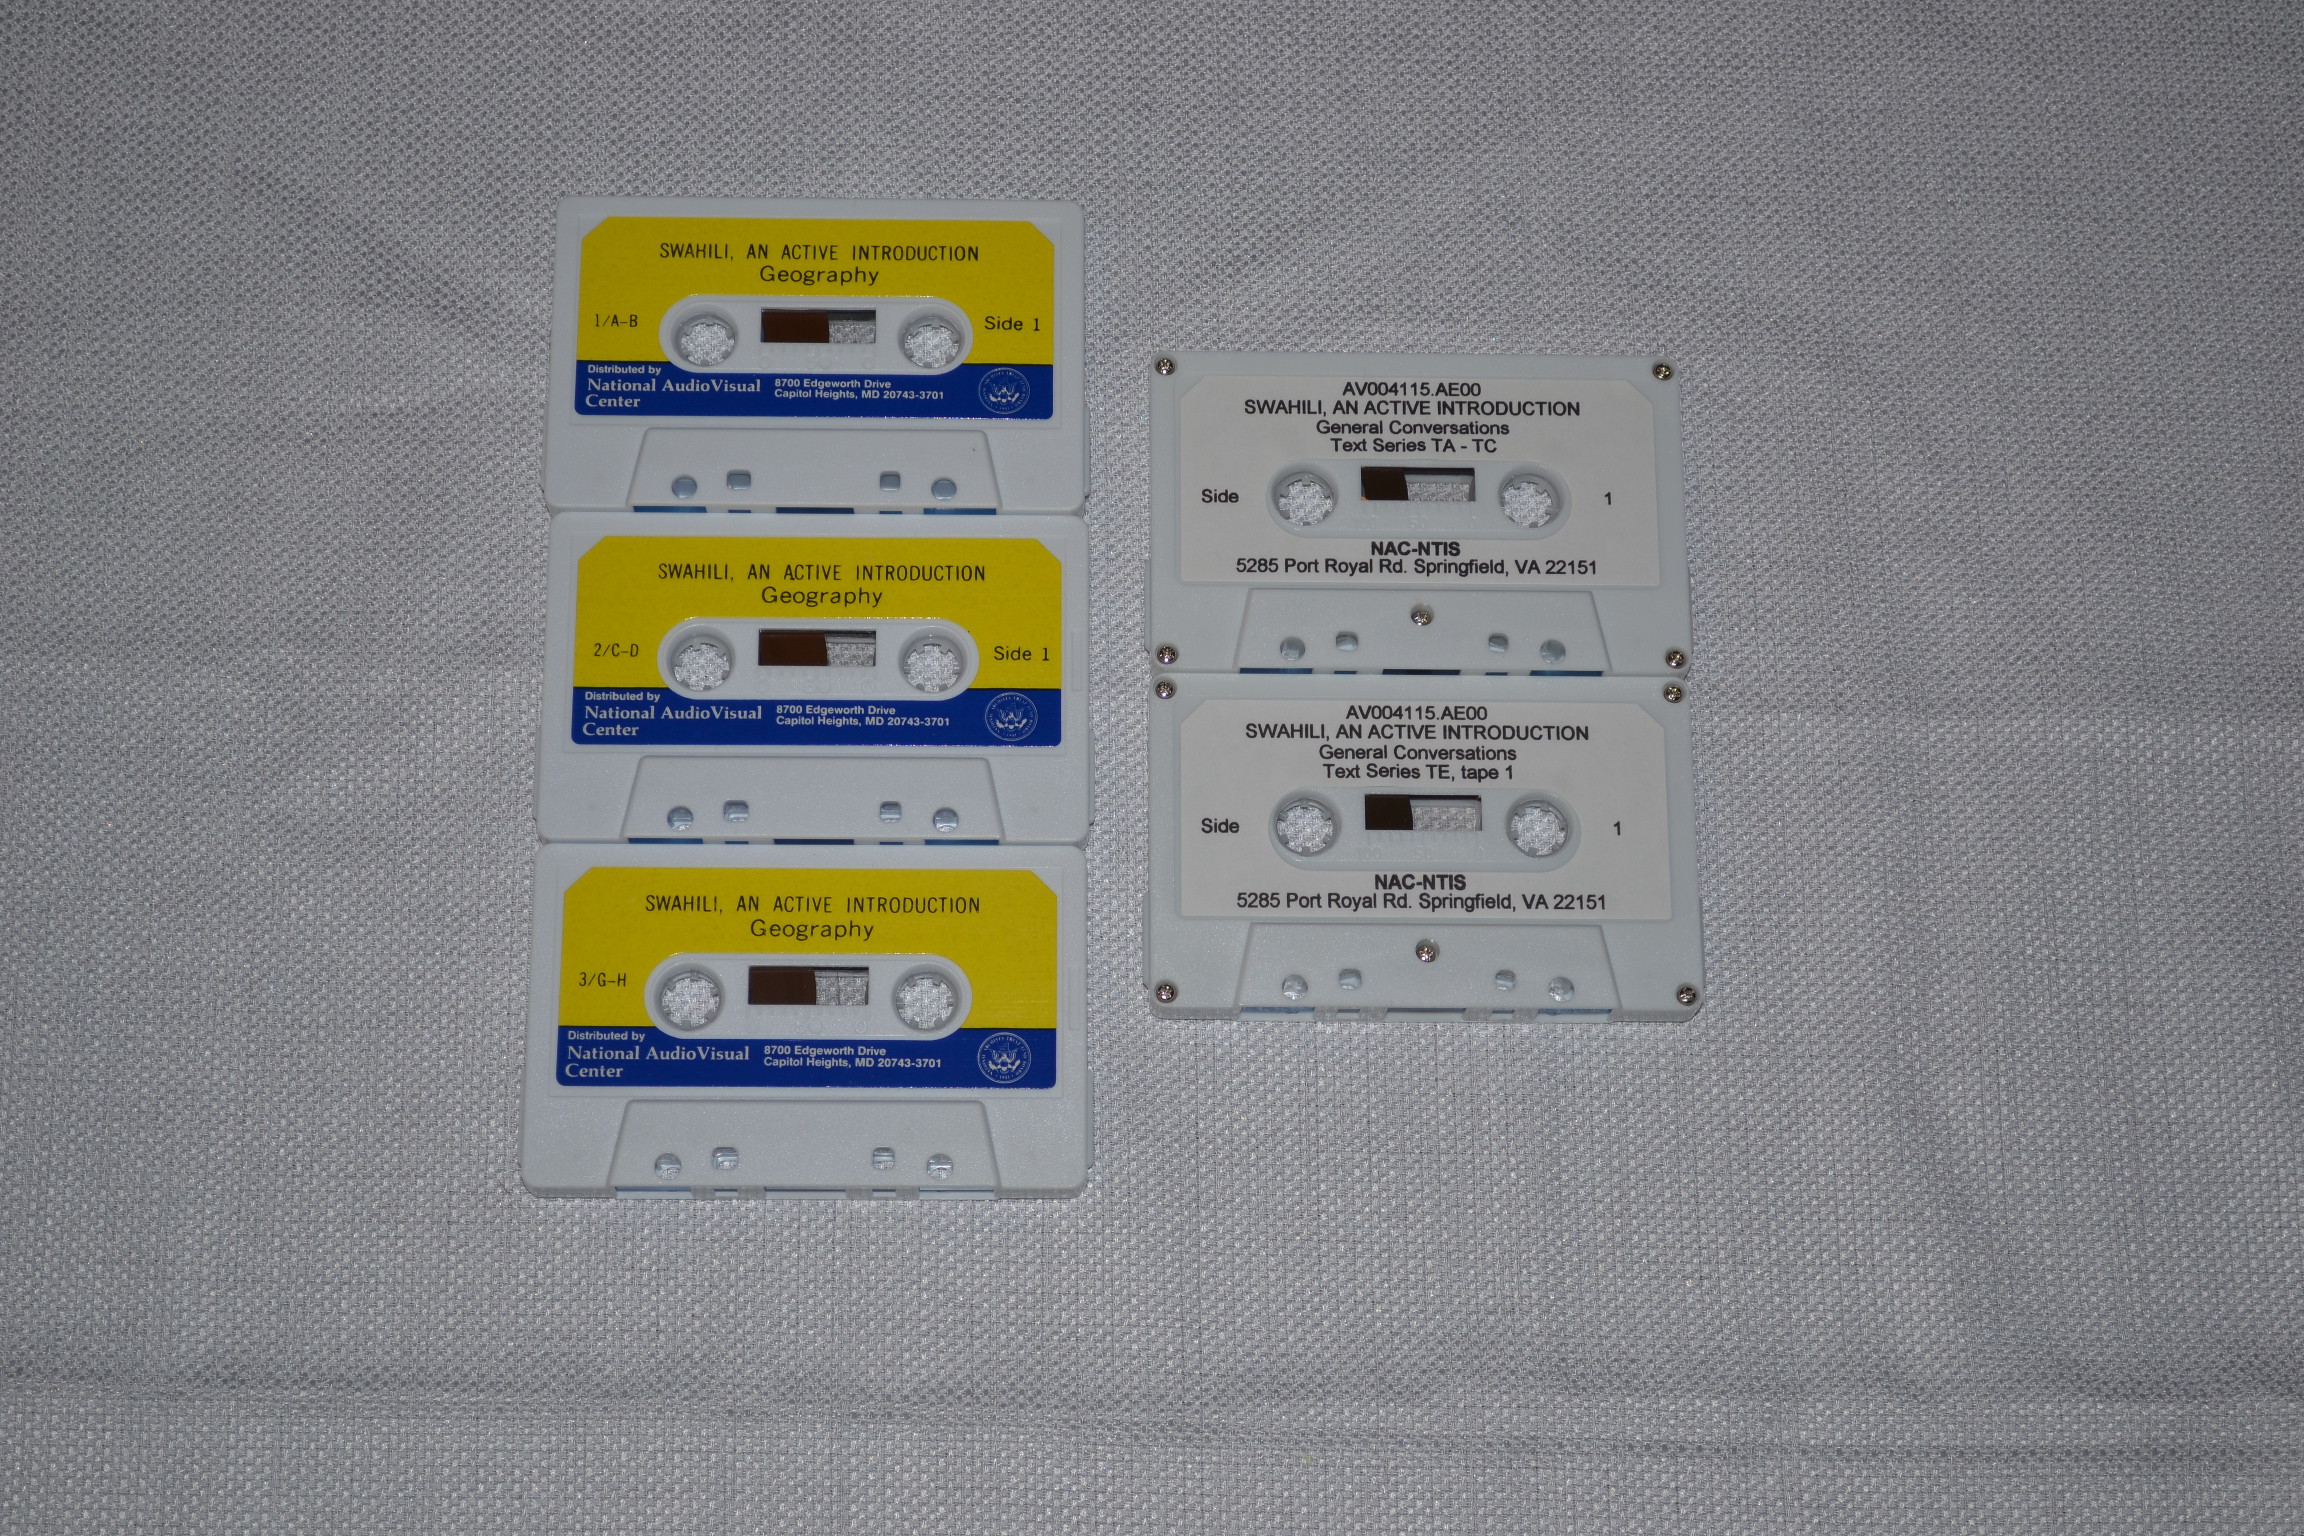 SWAHILI, AN ACTIVE INTRODUCTION
Geography
1/A-B
Side 1
Distributed by
National AudioVisual
Center
8700 Edgeworth Drive
Capitol Heights, MD 20743-3701
SWAHILI, AN ACTIVE INTRODUCTION
Geography
2/C-D
Side 1
Distributed by
National AudioVisual
Center
8700 Edgeworth Drive
Capitol Heights, MD 20743-3701
SWAHILI, AN ACTIVE INTRODUCTION
Geography
3/G-H
Distributed by
National AudioVisual
Center
8700 Edgeworth Drive
Capitol Heights, MD 20743-3701
AV004115.AE00
SWAHILI, AN ACTIVE INTRODUCTION
General Conversations
Text Series TA - TC
Side 1
NAC-NTIS
5285 Port Royal Rd. Springfield, VA 22151
AV004115.AE00
SWAHILI, AN ACTIVE INTRODUCTION
General Conversations
Text Series TE, tape 1
Side 1
NAC-NTIS
5285 Port Royal Rd. Springfield, VA 22151